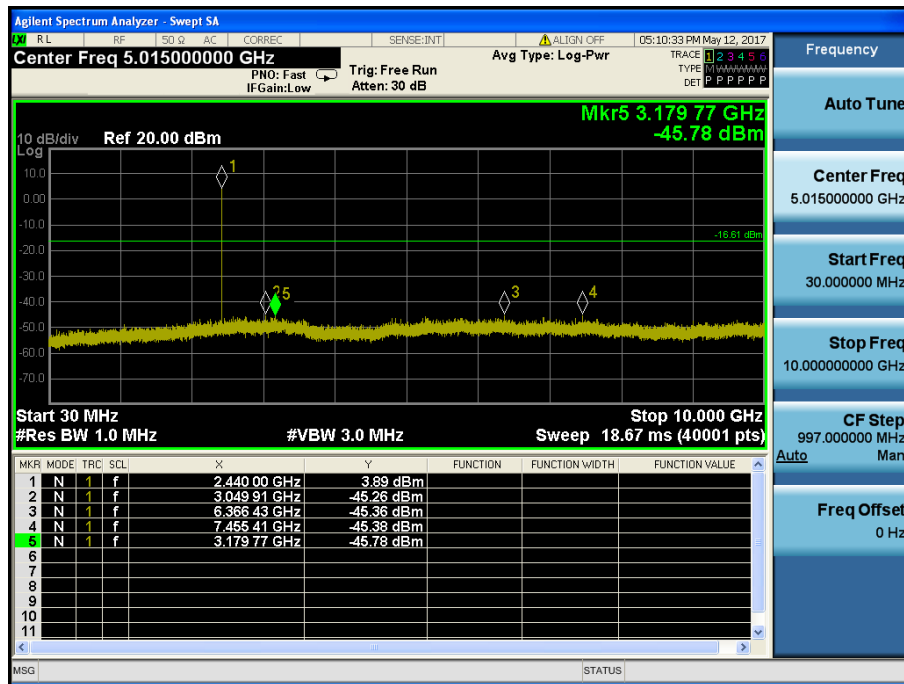 Agilent Spectrum Analyzer - Swept SA
LXI RL RF 50 Ω AC CORREC SENSE:INT ALIGN OFF 05:10:33 PM May 12, 2017
Center Freq 5.015000000 GHz Avg Type: Log-Pwr TRACE 1 2 3 4 5 6
PNO: Fast Trig: Free Run TYPE MWWWWW
IFGain:Low Atten: 30 dB DET P P P P P P
Mkr5 3.179 77 GHz
-45.78 dBm
10 dB/div Ref 20.00 dBm
Log
10.0
0.00
-10.0
-20.0
-30.0
-40.0
-50.0
-60.0
-70.0
1
-16.61 dBm
2 5 3 4
Start 30 MHz Stop 10.000 GHz
#Res BW 1.0 MHz #VBW 3.0 MHz Sweep 18.67 ms (40001 pts)
MKR MODE TRC SCL X Y FUNCTION FUNCTION WIDTH FUNCTION VALUE
1 N 1 f 2.440 00 GHz 3.89 dBm
2 N 1 f 3.049 91 GHz -45.26 dBm
3 N 1 f 6.366 43 GHz -45.36 dBm
4 N 1 f 7.455 41 GHz -45.38 dBm
5 N 1 f 3.179 77 GHz -45.78 dBm
6
7
8
9
10
11
MSG STATUS
Frequency
Auto Tune
Center Freq
5.015000000 GHz
Start Freq
30.000000 MHz
Stop Freq
10.000000000 GHz
CF Step
997.000000 MHz
Auto Man
Freq Offset
0 Hz